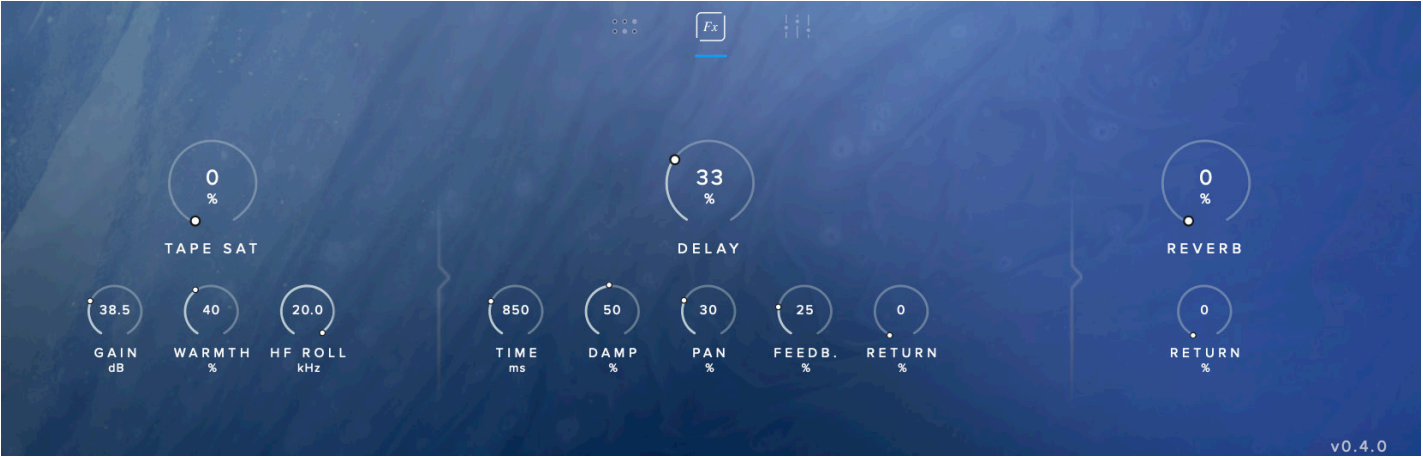 Fx
0
%
TAPE SAT
33
%
DELAY
0
%
REVERB
38.5
GAIN
dB
40
WARMTH
%
20.0
HF ROLL
kHz
850
TIME
ms
50
DAMP
%
30
PAN
%
25
FEEDB.
%
0
RETURN
%
0
RETURN
%
v0.4.0